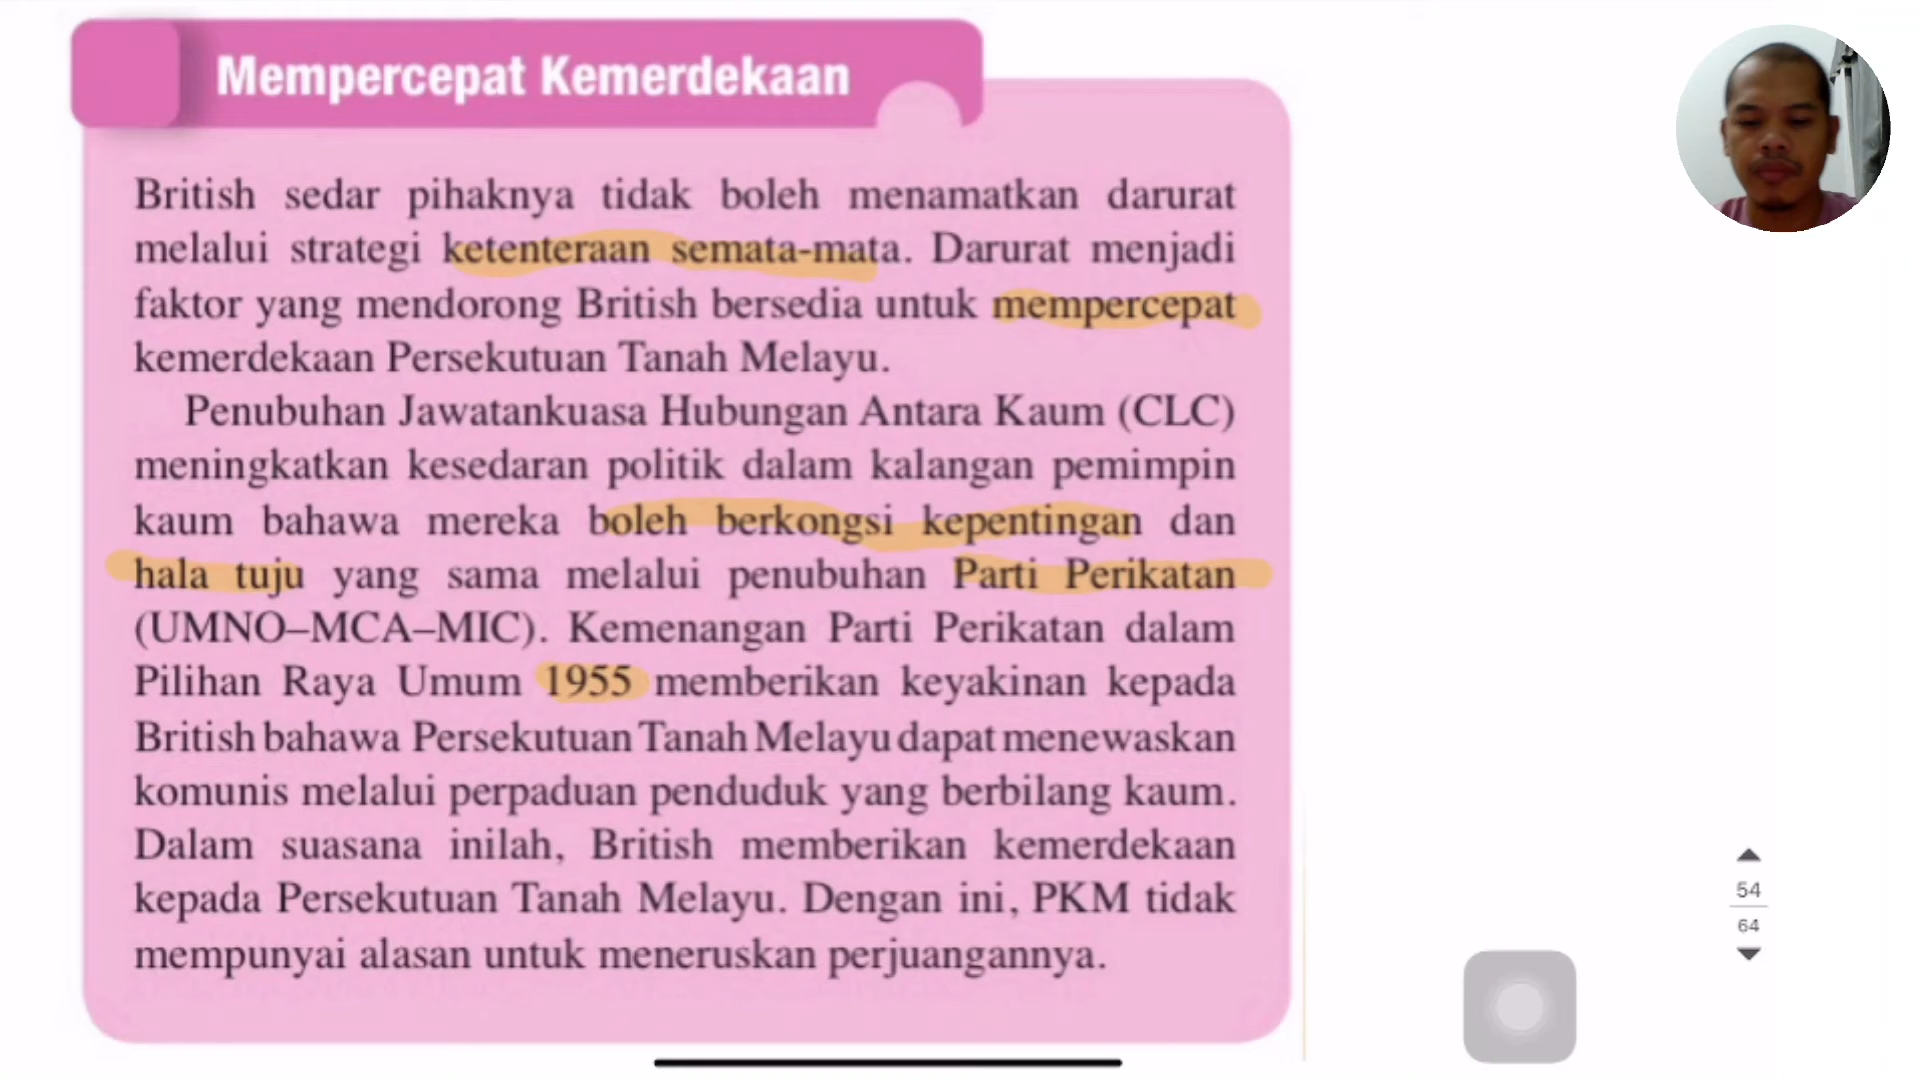 Mempercepat Kemerdekaan
British sedar pihaknya tidak boleh menamatkan darurat
melalui strategi ketenteraan semata-mata. Darurat menjadi
faktor yang mendorong British bersedia untuk mempercepat
kemerdekaan Persekutuan Tanah Melayu.
Penubuhan Jawatankuasa Hubungan Antara Kaum (CLC)
meningkatkan kesedaran politik dalam kalangan pemimpin
kaum bahawa mereka boleh berkongsi kepentingan dan
hala tuju yang sama melalui penubuhan Parti Perikatan
(UMNO–MCA–MIC). Kemenangan Parti Perikatan dalam
Pilihan Raya Umum 1955 memberikan keyakinan kepada
British bahawa Persekutuan Tanah Melayu dapat menewaskan
komunis melalui perpaduan penduduk yang berbilang kaum.
Dalam suasana inilah, British memberikan kemerdekaan
kepada Persekutuan Tanah Melayu. Dengan ini, PKM tidak
mempunyai alasan untuk meneruskan perjuangannya.
54
64